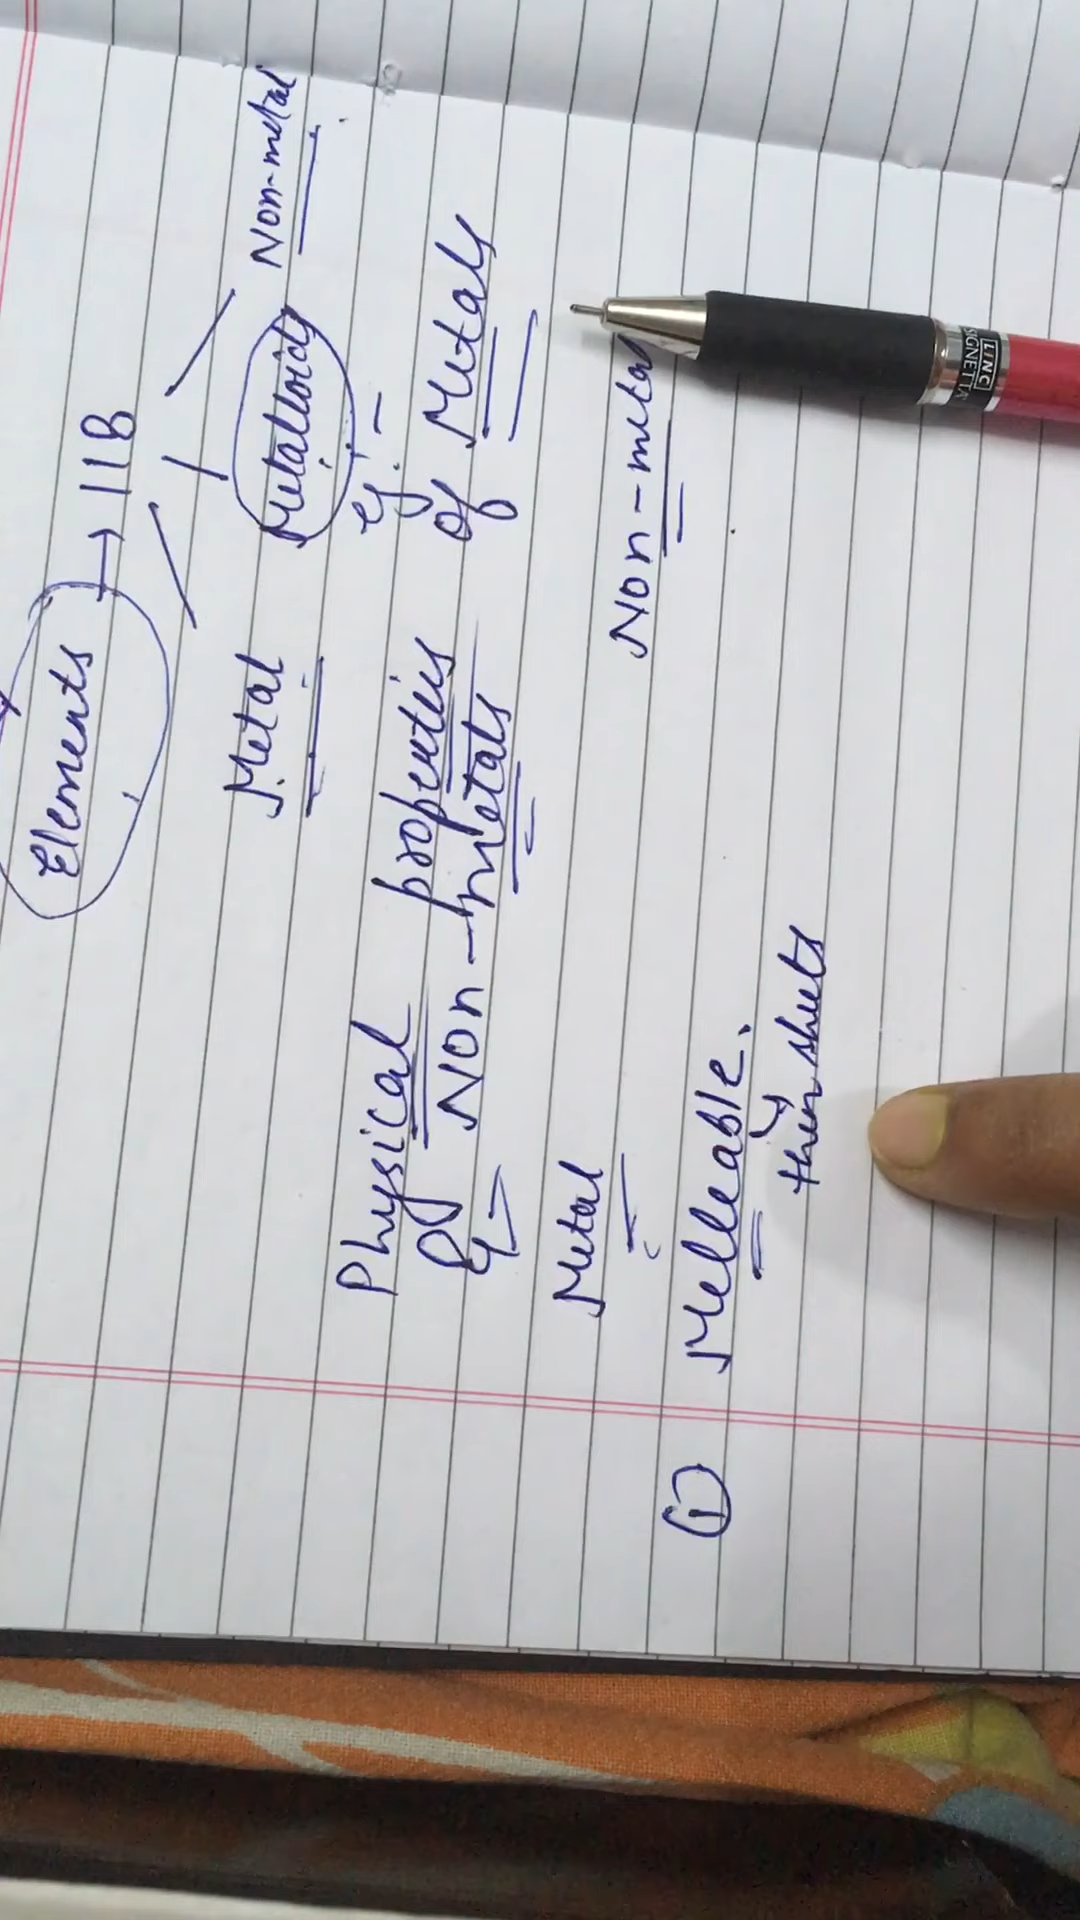 Elements → 118
Metal Metalloids Non-metal
eg:-
Physical properties of Metals
& Non-metals
Metal Non-metal
① Melleable.
thin sheets
LINC
SIGNETTA